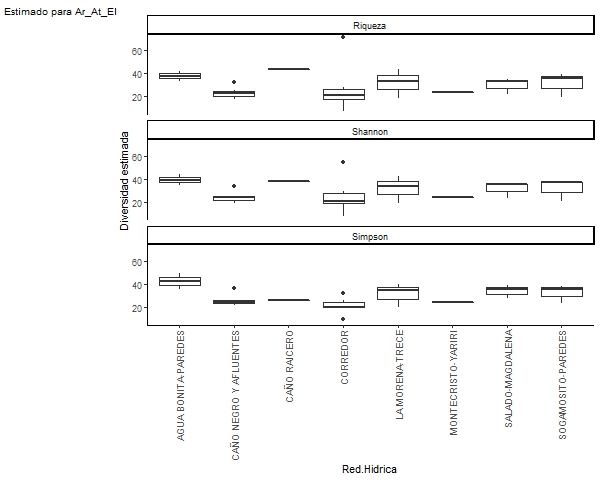 Estimado para Ar_At_El
Riqueza
60
40
20
Shannon
60
40
20
Simpson
60
40
20
Diversidad estimada
AGUA BONITA-PAREDES
CAÑO NEGRO Y AFLUENTES
CAÑO RAICERO
CORREDOR
LA MORENA-TRECE
MONTECRISTO-YARIRI
SALADO-MAGDALENA
SOGAMOSITO-PAREDES
Red.Hidrica